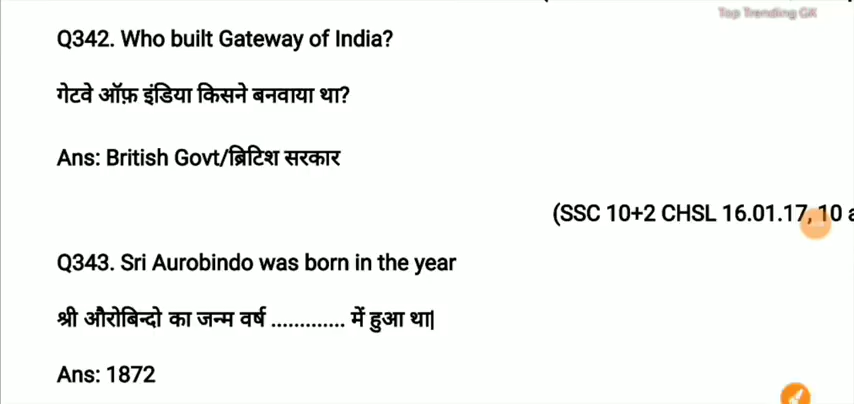 Top Trending GK
Q342. Who built Gateway of India?
गेटवे ऑफ़ इंडिया किसने बनवाया था?
Ans: British Govt/ब्रिटिश सरकार
(SSC 10+2 CHSL 16.01.17, 10 a
Q343. Sri Aurobindo was born in the year
श्री औरोबिन्दो का जन्म वर्ष ............. में हुआ था|
Ans: 1872